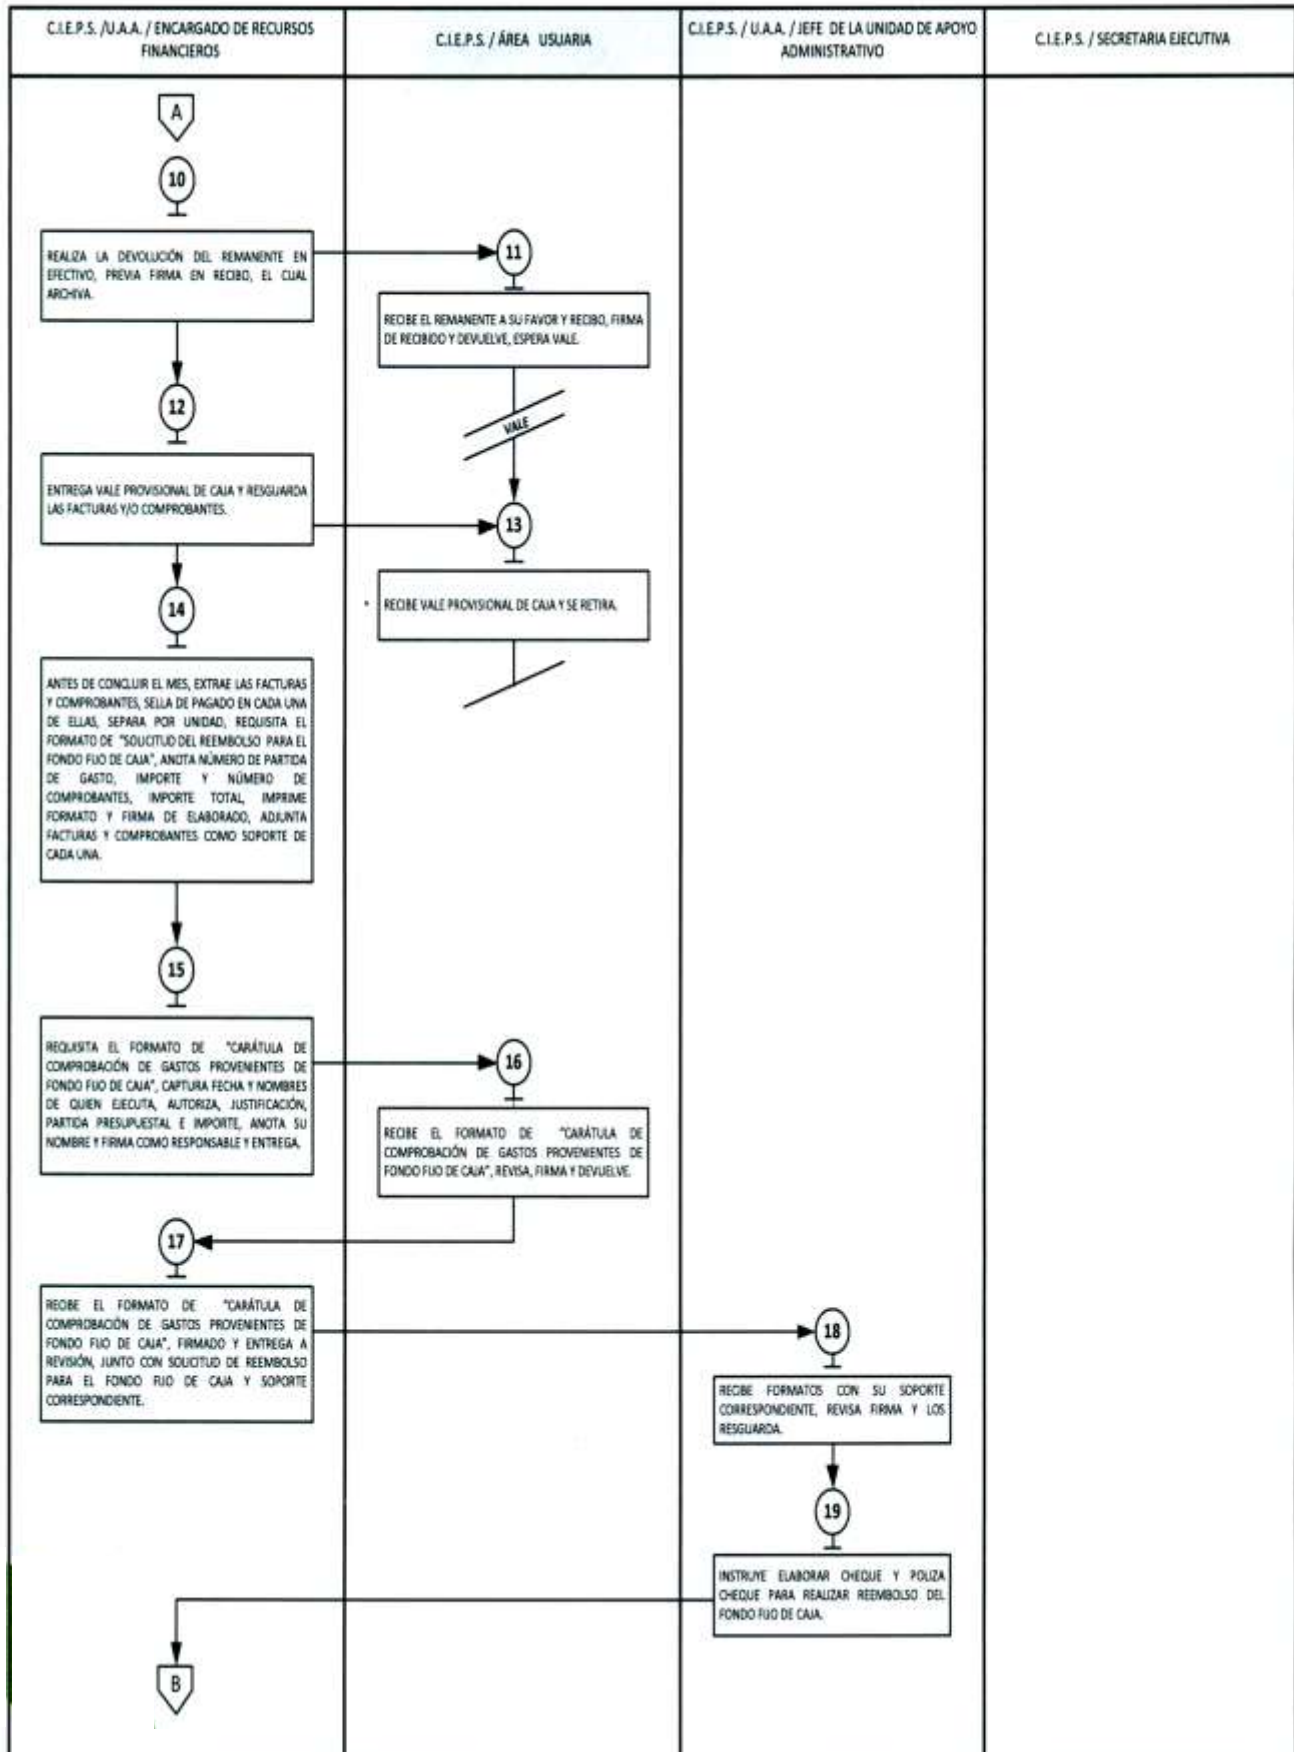 C.I.E.P.S. /U.A.A. / ENCARGADO DE RECURSOS
FINANCIEROS
C.I.E.P.S. / ÁREA USUARIA
C.I.E.P.S. / U.A.A. / JEFE DE LA UNIDAD DE APOYO
ADMINISTRATIVO
C.I.E.P.S. / SECRETARIA EJECUTIVA
A
10
REALIZA LA DEVOLUCIÓN DEL REMANENTE EN
EFECTIVO, PREVIA FIRMA EN RECIBO, EL CUAL
ARCHIVA.
11
RECIBE EL REMANENTE A SU FAVOR Y RECIBO, FIRMA
DE RECIBIDO Y DEVUELVE, ESPERA VALE.
12
VALE
ENTREGA VALE PROVISIONAL DE CAJA Y RESGUARDA
LAS FACTURAS Y/O COMPROBANTES.
13
RECIBE VALE PROVISIONAL DE CAJA Y SE RETIRA.
14
ANTES DE CONCLUIR EL MES, EXTRAE LAS FACTURAS
Y COMPROBANTES, SELLA DE PAGADO EN CADA UNA
DE ELLAS, SEPARA POR UNIDAD, REQUISITA EL
FORMATO DE "SOLICITUD DEL REEMBOLSO PARA EL
FONDO FIJO DE CAJA", ANOTA NÚMERO DE PARTIDA
DE GASTO, IMPORTE Y NÚMERO DE
COMPROBANTES, IMPORTE TOTAL, IMPRIME
FORMATO Y FIRMA DE ELABORADO, ADJUNTA
FACTURAS Y COMPROBANTES COMO SOPORTE DE
CADA UNA.
15
REQUISITA EL FORMATO DE "CARÁTULA DE
COMPROBACIÓN DE GASTOS PROVENIENTES DE
FONDO FIJO DE CAJA", CAPTURA FECHA Y NOMBRES
DE QUIEN EJECUTA, AUTORIZA, JUSTIFICACIÓN,
PARTIDA PRESUPUESTAL E IMPORTE, ANOTA SU
NOMBRE Y FIRMA COMO RESPONSABLE Y ENTREGA.
16
RECIBE EL FORMATO DE "CARÁTULA DE
COMPROBACIÓN DE GASTOS PROVENIENTES DE
FONDO FIJO DE CAJA", REVISA, FIRMA Y DEVUELVE.
17
RECIBE EL FORMATO DE "CARÁTULA DE
COMPROBACIÓN DE GASTOS PROVENIENTES DE
FONDO FIJO DE CAJA", FIRMADO Y ENTREGA A
REVISIÓN, JUNTO CON SOLICITUD DE REEMBOLSO
PARA EL FONDO FIJO DE CAJA Y SOPORTE
CORRESPONDIENTE.
18
RECIBE FORMATOS CON SU SOPORTE
CORRESPONDIENTE, REVISA FIRMA Y LOS
RESGUARDA.
19
INSTRUYE ELABORAR CHEQUE Y POLIZA
CHEQUE PARA REALIZAR REEMBOLSO DEL
FONDO FIJO DE CAJA.
B